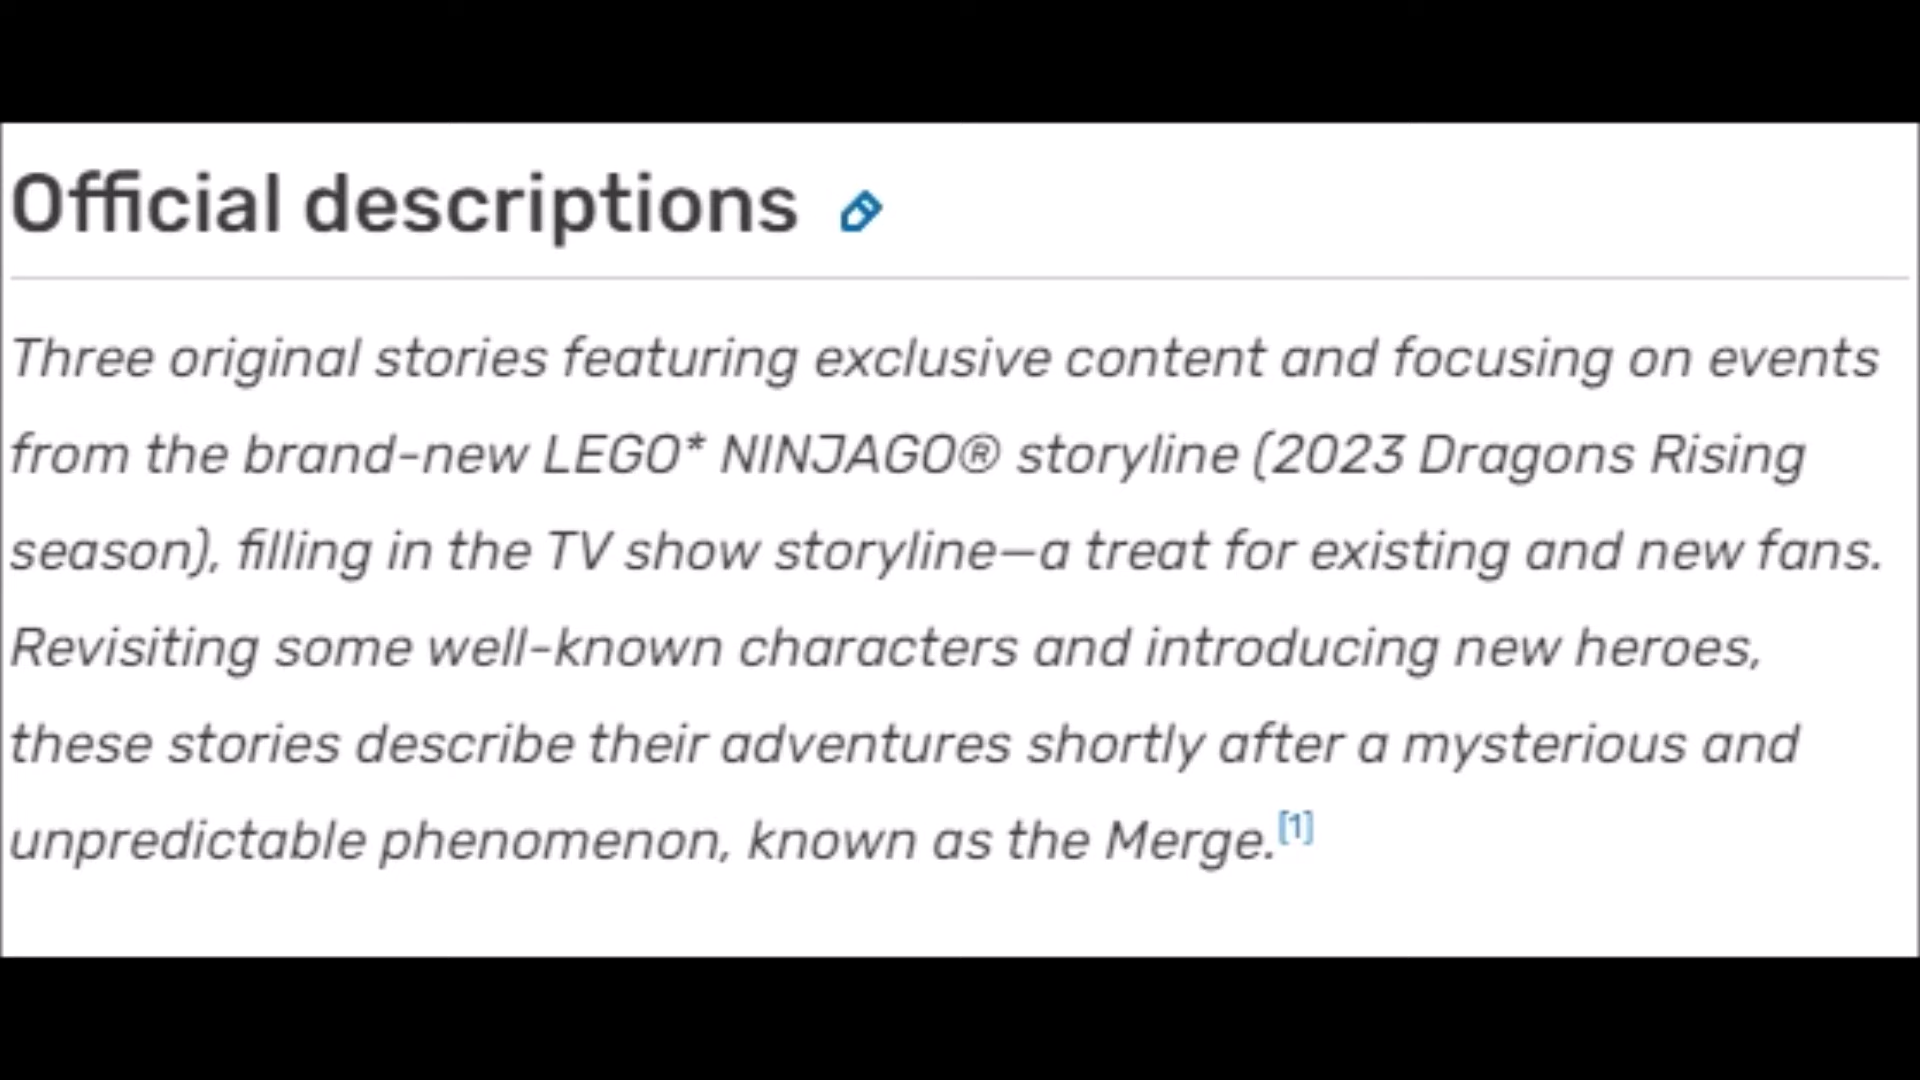 Official descriptions
Three original stories featuring exclusive content and focusing on events
from the brand-new LEGO* NINJAGO® storyline (2023 Dragons Rising
season), filling in the TV show storyline—a treat for existing and new fans.
Revisiting some well-known characters and introducing new heroes,
these stories describe their adventures shortly after a mysterious and
unpredictable phenomenon, known as the Merge.[1]